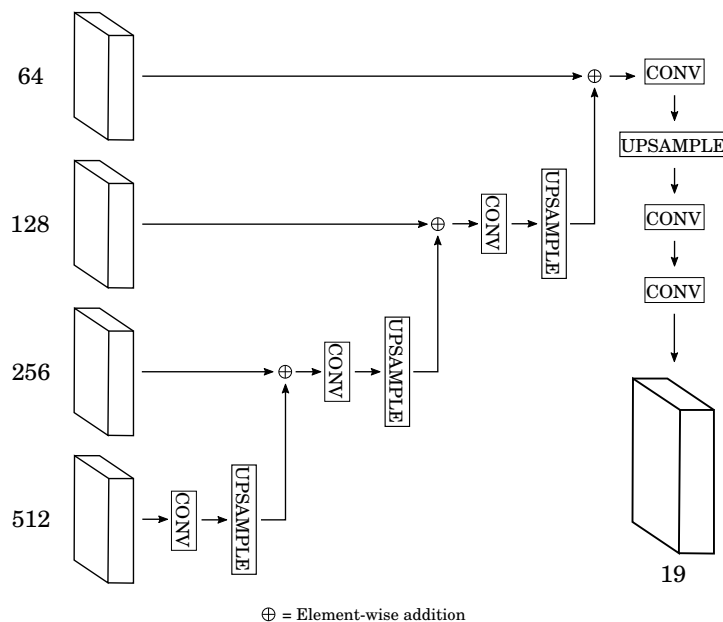 64
CONV
UPSAMPLE
128
CONV
UPSAMPLE
CONV
CONV
256
CONV
UPSAMPLE
512
CONV
UPSAMPLE
19
⊕ = Element-wise addition